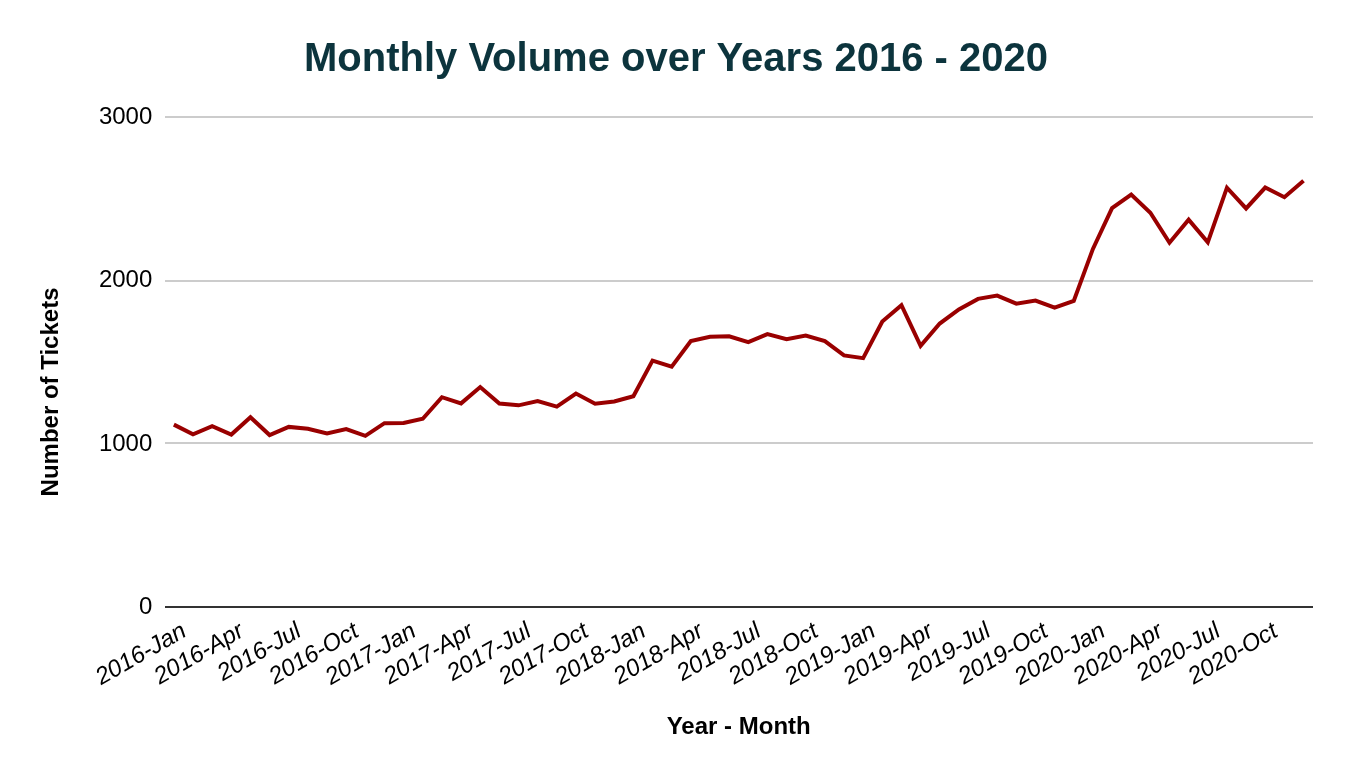 Monthly Volume over Years 2016 - 2020
3000
2000
1000
0
Number of Tickets
2016-Jan
2016-Apr
2016-Jul
2016-Oct
2017-Jan
2017-Apr
2017-Jul
2017-Oct
2018-Jan
2018-Apr
2018-Jul
2018-Oct
2019-Jan
2019-Apr
2019-Jul
2019-Oct
2020-Jan
2020-Apr
2020-Jul
2020-Oct
Year - Month